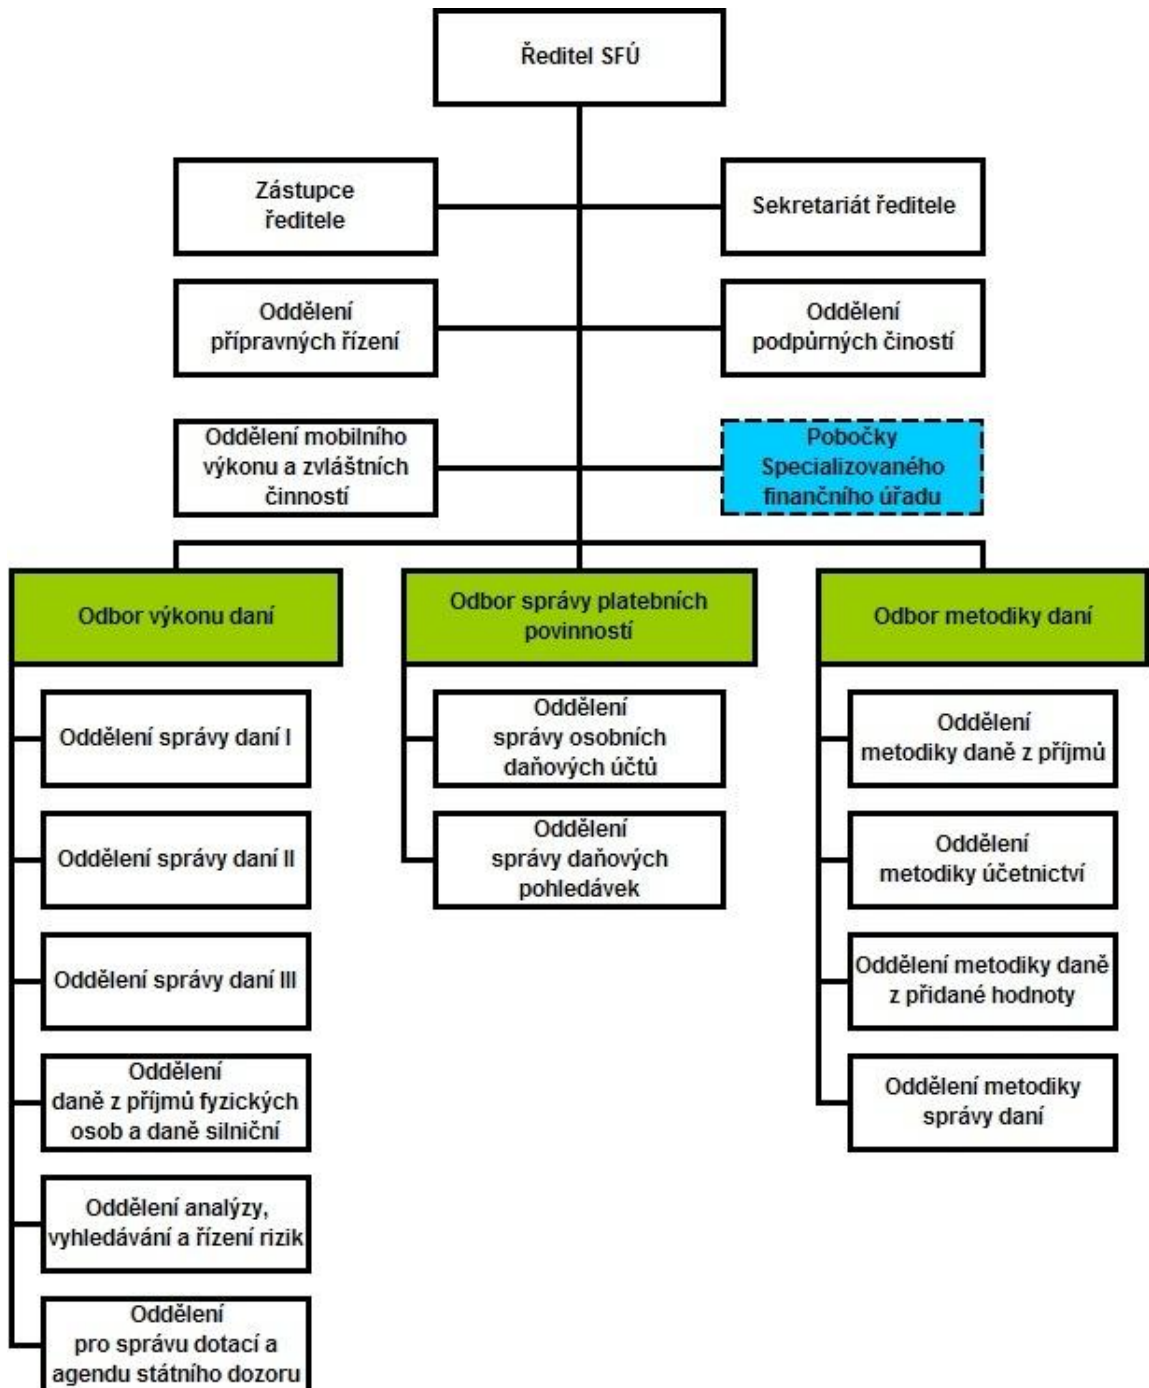 Ředitel SFÚ
Zástupce
ředitele
Sekretariát ředitele
Oddělení
přípravných řízení
Oddělení
podpůrných čiností
Oddělení mobilního
výkonu a zvláštních
činností
Pobočky
Specializovaného
finančního úřadu
Odbor výkonu daní
Odbor správy platebních
povinností
Odbor metodiky daní
Oddělení správy daní I
Oddělení správy daní II
Oddělení správy daní III
Oddělení
daně z příjmů fyzických
osob a daně silniční
Oddělení analýzy,
vyhledávání a řízení rizik
Oddělení
pro správu dotací a
agendu státního dozoru
Oddělení
správy osobních
daňových účtů
Oddělení
správy daňových
pohledávek
Oddělení
metodiky daně z příjmů
Oddělení
metodiky účetnictví
Oddělení metodiky daně
z přidané hodnoty
Oddělení metodiky
správy daní